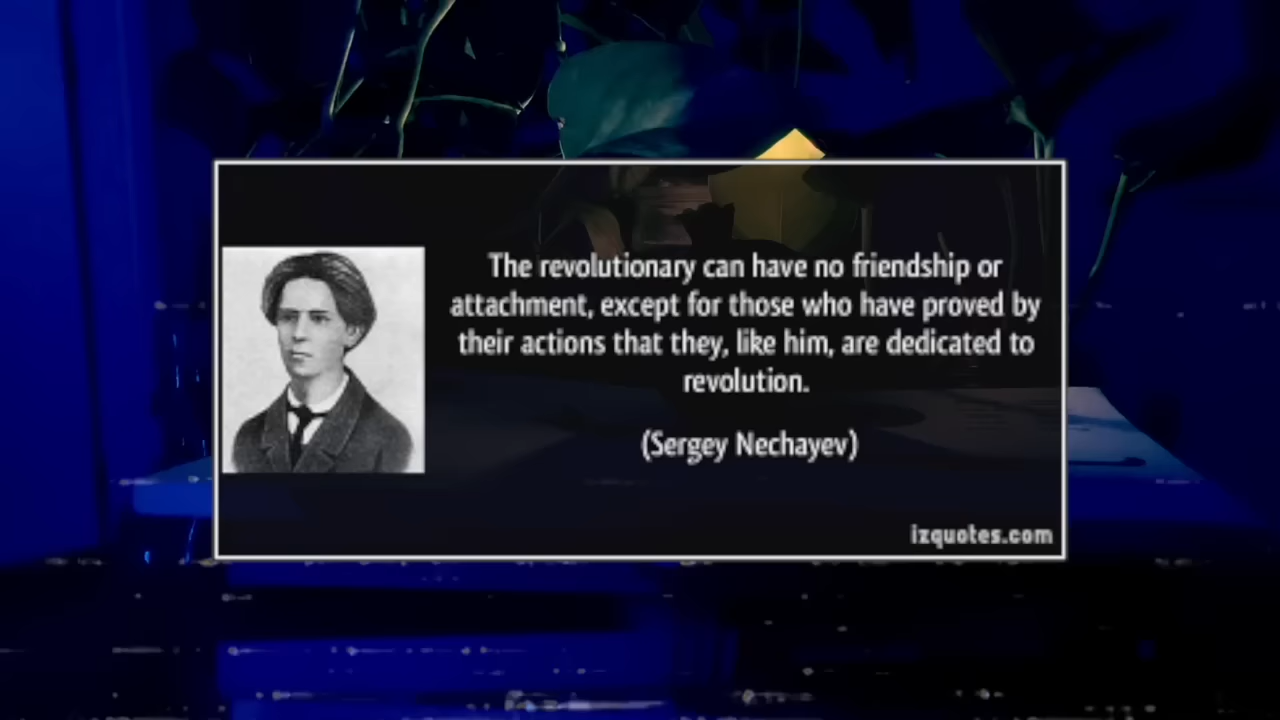 The revolutionary can have no friendship or
attachment, except for those who have proved by
their actions that they, like him, are dedicated to
revolution.
(Sergey Nechayev)
izquotes.com